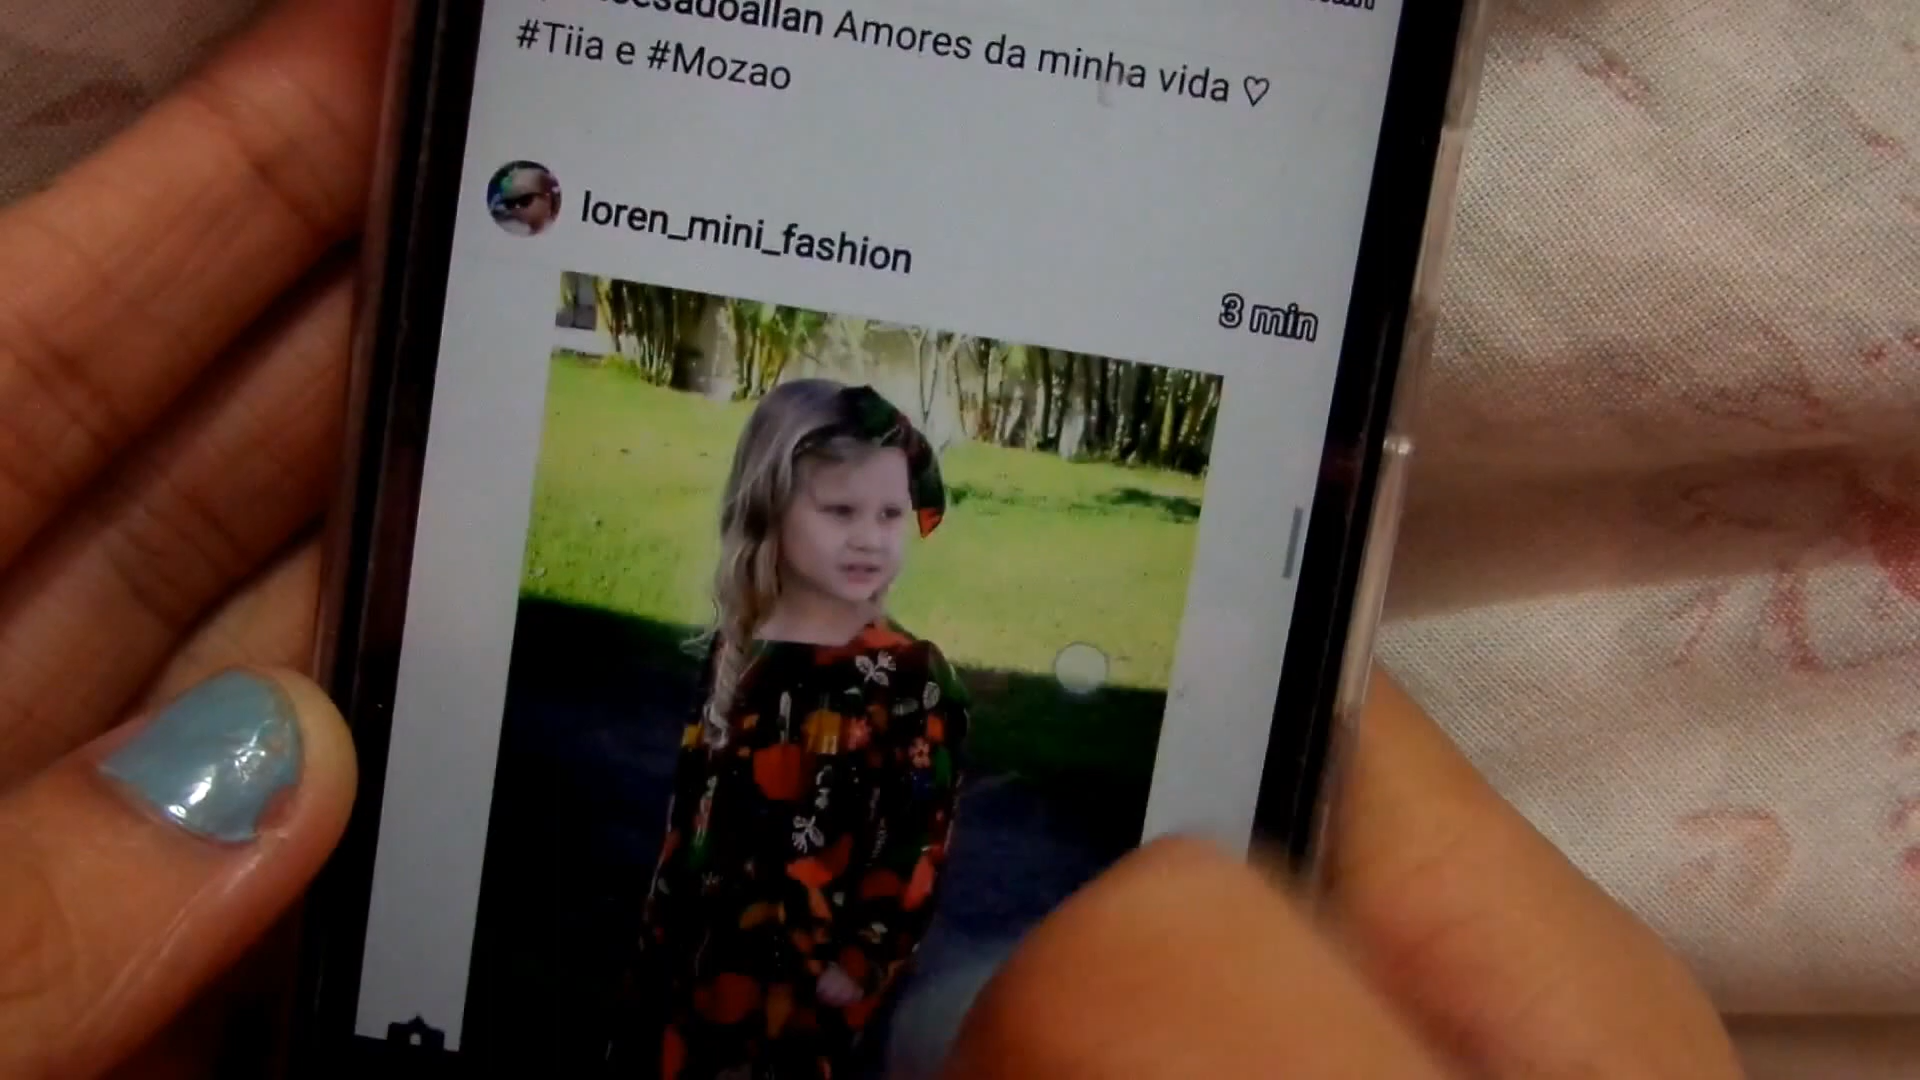 Amores da minha vida ♡
#Tiia e #Mozao
loren_mini_fashion
3 min